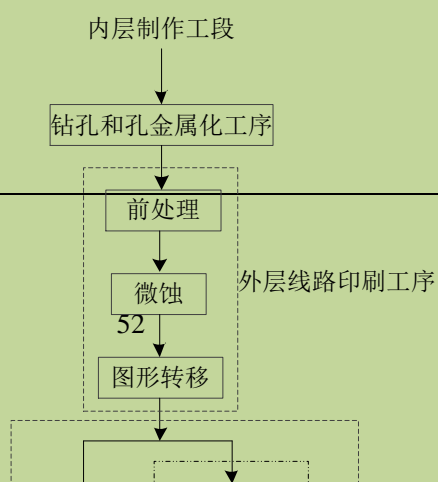 内层制作工段
钻孔和孔金属化工序
前处理
微蚀
外层线路印刷工序
52
图形转移